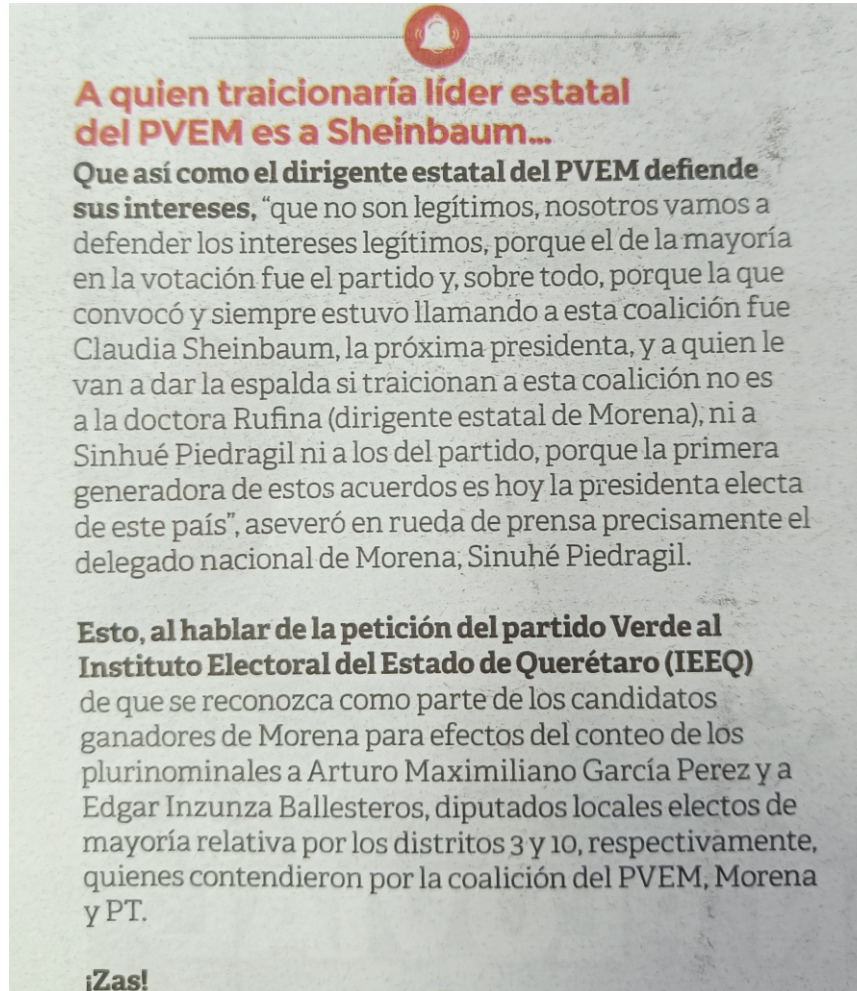 A quien traicionaría líder estatal
del PVEM es a Sheinbaum...
Que así como el dirigente estatal del PVEM defiende
sus intereses, “que no son legítimos, nosotros vamos a
defender los intereses legítimos, porque el de la mayoría
en la votación fue el partido y, sobre todo, porque la que
convocó y siempre estuvo llamando a esta coalición fue
Claudia Sheinbaum, la próxima presidenta, y a quien le
van a dar la espalda si traicionan a esta coalición no es
a la doctora Rufina (dirigente estatal de Morena), ni a
Sinhué Piedragil ni a los del partido, porque la primera
generadora de estos acuerdos es hoy la presidenta electa
de este país”, aseveró en rueda de prensa precisamente el
delegado nacional de Morena, Sinuhé Piedragil.
Esto, al hablar de la petición del partido Verde al
Instituto Electoral del Estado de Querétaro (IEEQ)
de que se reconozca como parte de los candidatos
ganadores de Morena para efectos del conteo de los
plurinominales a Arturo Maximiliano García Perez y a
Edgar Inzunza Ballesteros, diputados locales electos de
mayoría relativa por los distritos 3 y 10, respectivamente,
quienes contendieron por la coalición del PVEM, Morena
y PT.
¡Zas!